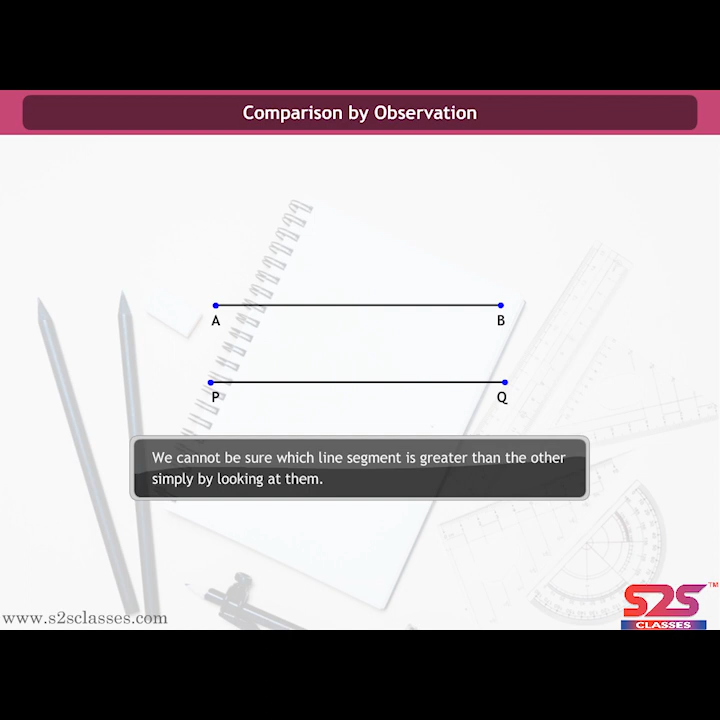 Comparison by Observation
A B
P Q
We cannot be sure which line segment is greater than the other
simply by looking at them.
www.s2sclasses.com
S2S™
CLASSES